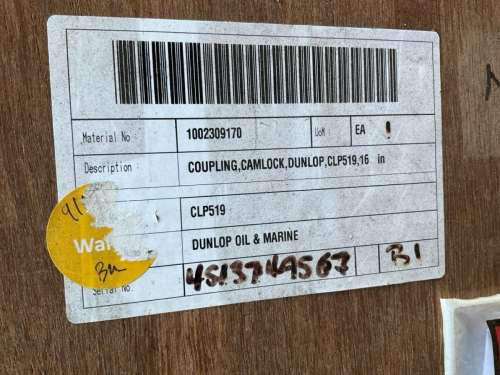 Material No 1002309170 UoM EA
Description COUPLING,CAMLOCK,DUNLOP,CLP519,16 in
CLP519
DUNLOP OIL & MARINE
Serial No. 4513749567 B1